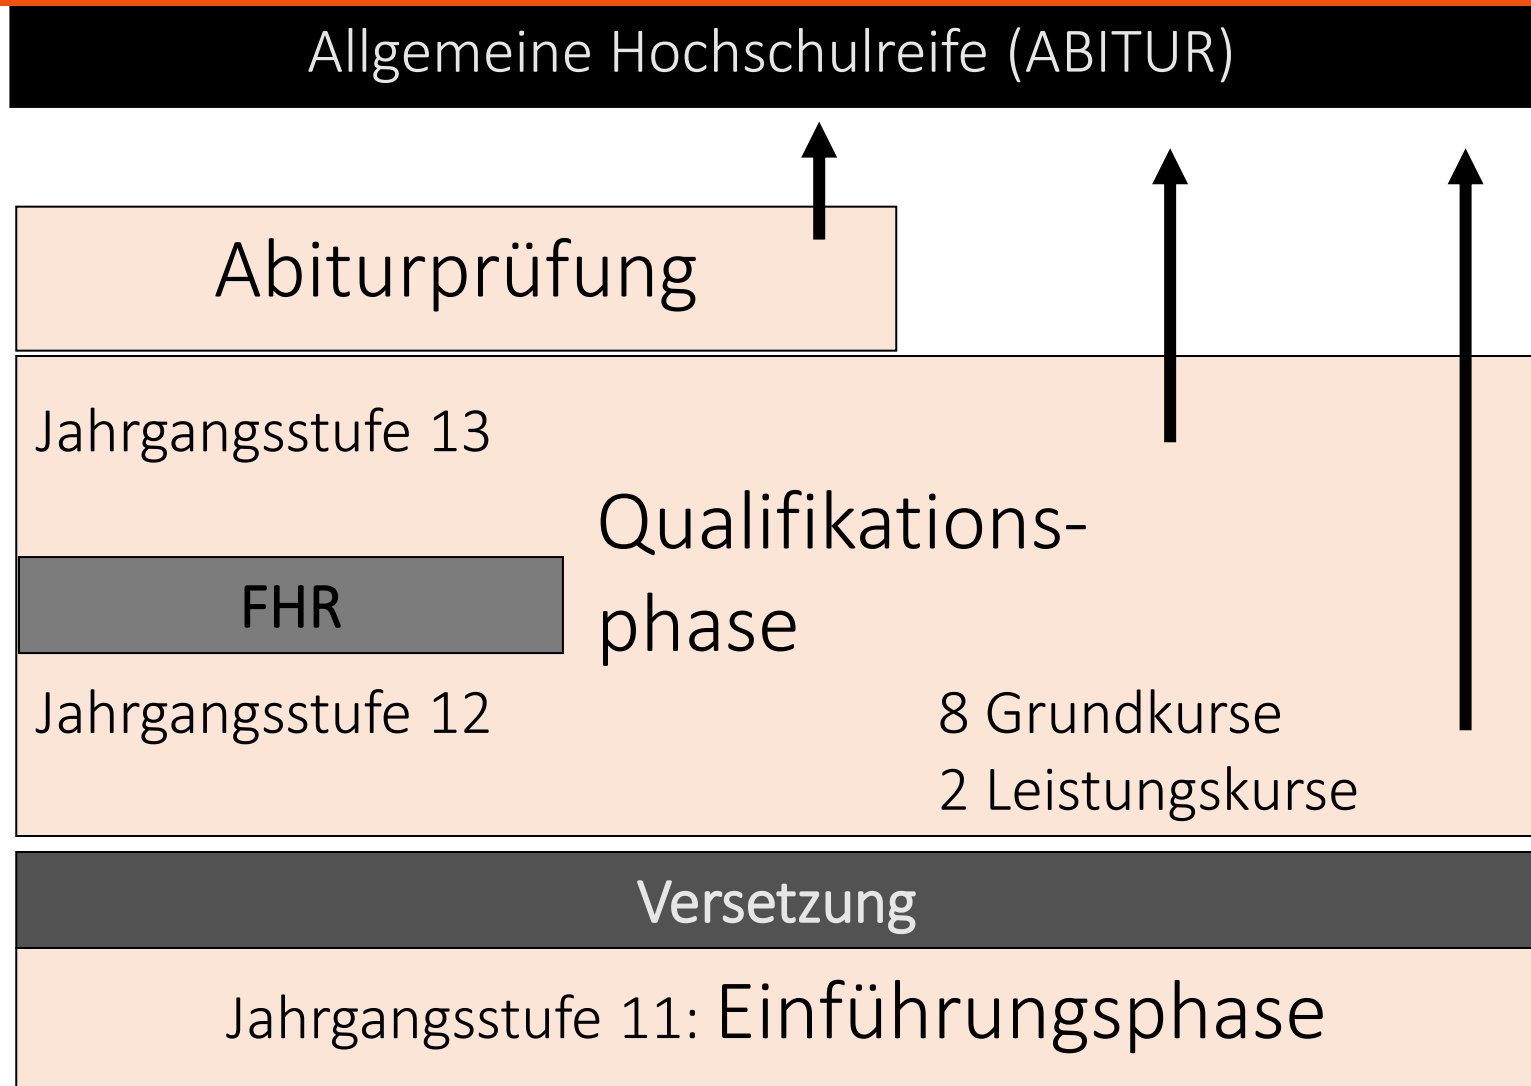 Allgemeine Hochschulreife (ABITUR)
Abiturprüfung
Jahrgangsstufe 13
Qualifikations-
phase
FHR
Jahrgangsstufe 12
8 Grundkurse
2 Leistungskurse
Versetzung
Jahrgangsstufe 11: Einführungsphase